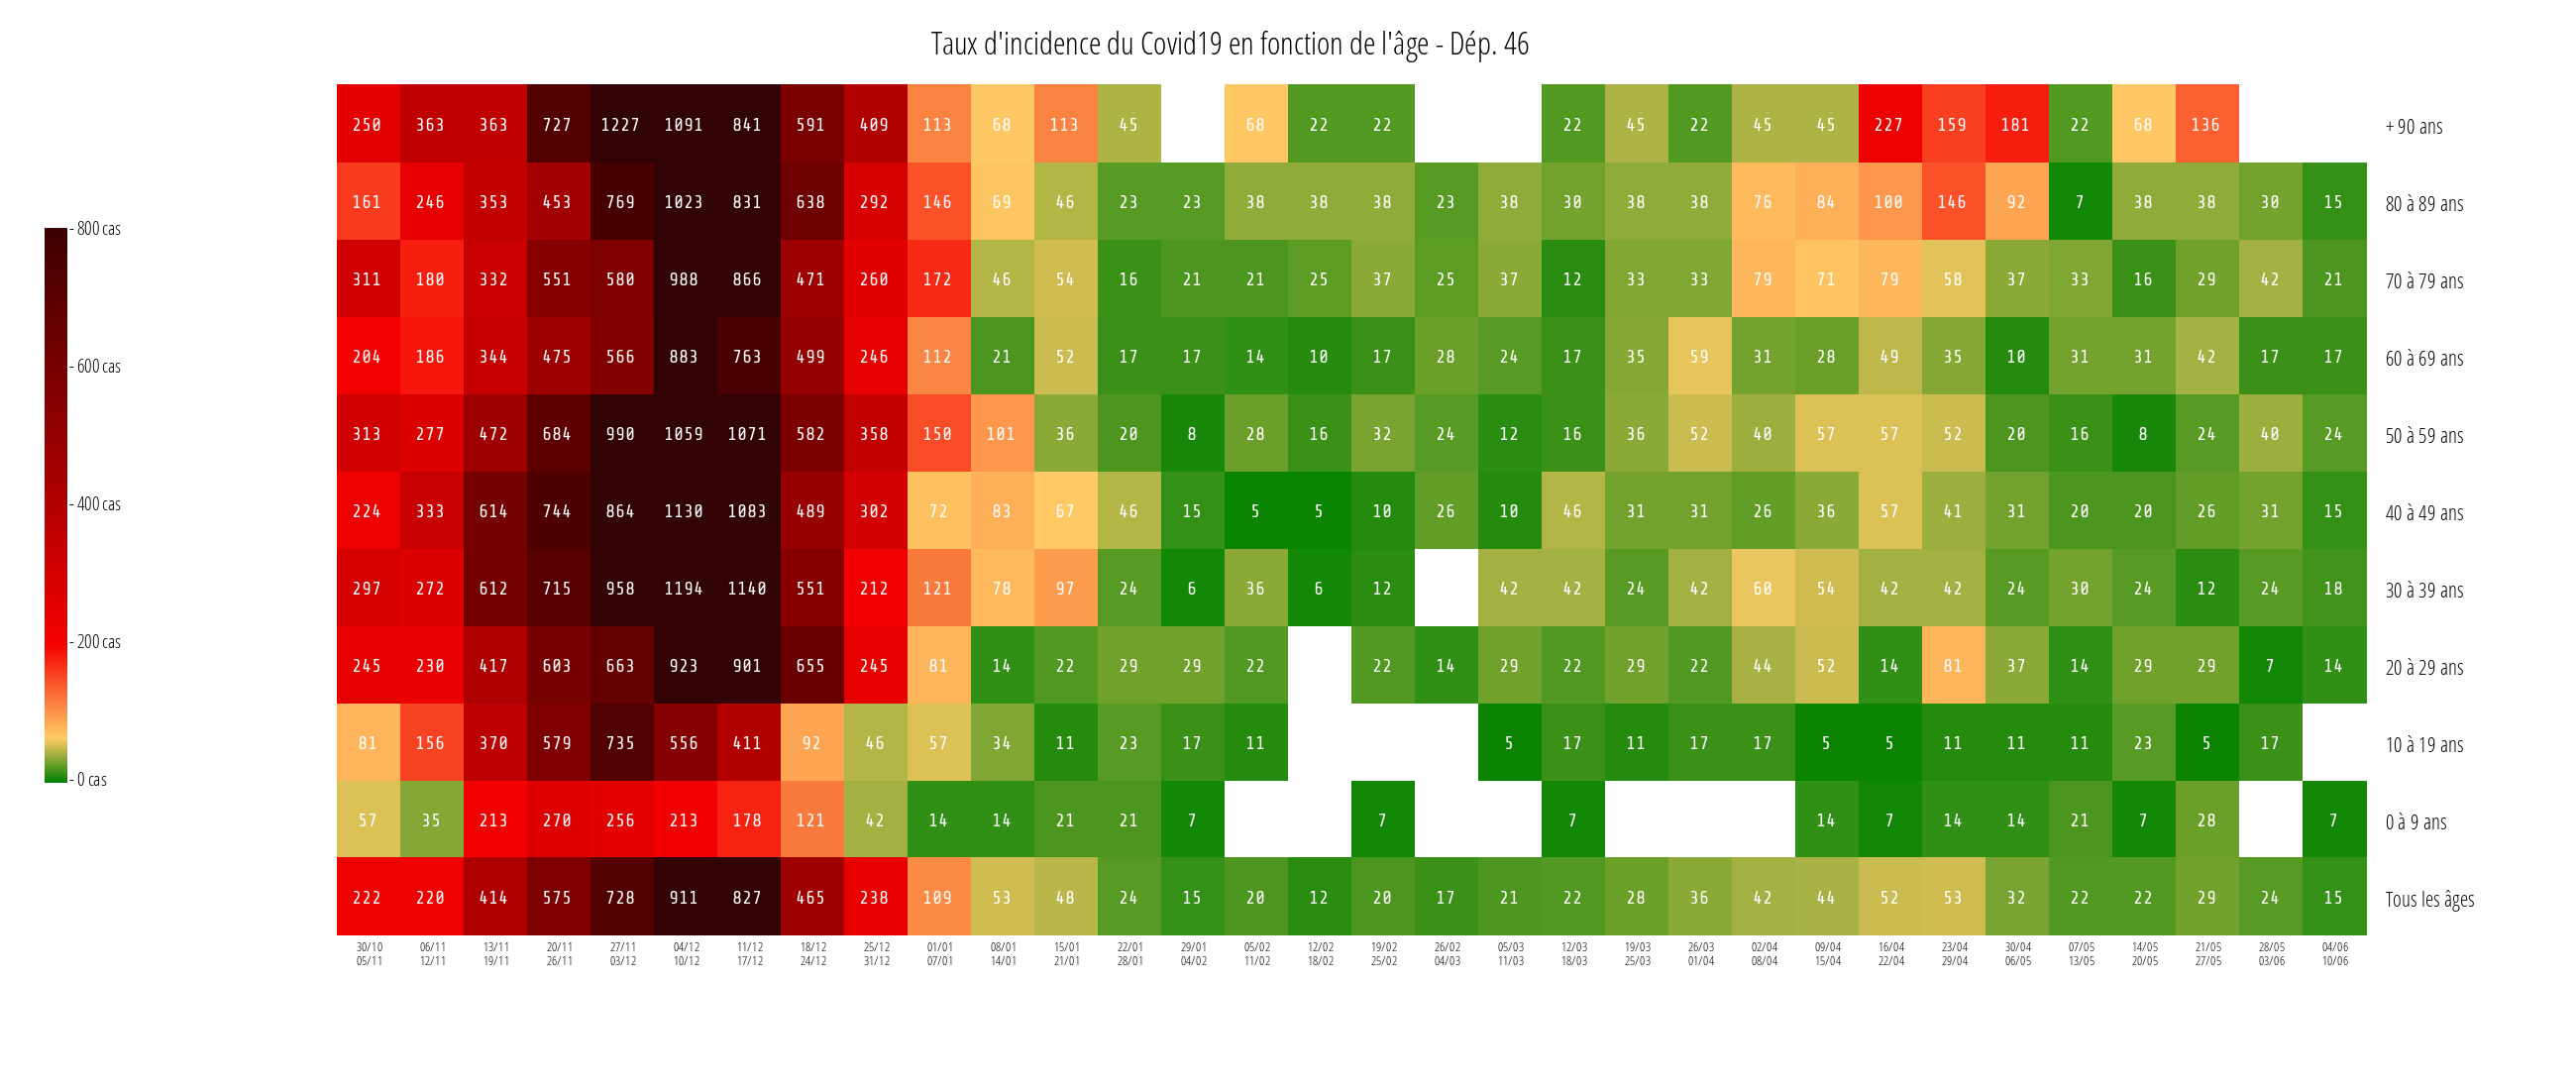 Taux d'incidence du Covid19 en fonction de l'âge - Dép. 46
250 363 363 727 1227 1091 841 591 409 113 68 113 45 68 22 22 22 45 22 45 45 227 159 181 22 68 136 + 90 ans
161 246 353 453 769 1023 831 638 292 146 69 46 23 23 38 38 38 23 38 30 38 38 76 84 100 146 92 7 38 38 30 15 80 à 89 ans
- 800 cas
311 180 332 551 580 988 866 471 260 172 46 54 16 21 21 25 37 25 37 12 33 33 79 71 79 58 37 33 16 29 42 21 70 à 79 ans
204 186 344 475 566 883 763 499 246 112 21 52 17 17 14 10 17 28 24 17 35 59 31 28 49 35 10 31 31 42 17 17 60 à 69 ans
- 600 cas
313 277 472 684 990 1059 1071 582 358 150 101 36 20 8 28 16 32 24 12 16 36 52 40 57 57 52 20 16 8 24 40 24 50 à 59 ans
- 400 cas
224 333 614 744 864 1130 1083 489 302 72 83 67 46 15 5 5 10 26 10 46 31 31 26 36 57 41 31 20 20 26 31 15 40 à 49 ans
297 272 612 715 958 1194 1140 551 212 121 78 97 24 6 36 6 12 42 42 24 42 60 54 42 42 24 30 24 12 24 18 30 à 39 ans
- 200 cas
245 230 417 603 663 923 901 655 245 81 14 22 29 29 22 22 14 29 22 29 22 44 52 14 81 37 14 29 29 7 14 20 à 29 ans
81 156 370 579 735 556 411 92 46 57 34 11 23 17 11 5 17 11 17 17 5 5 11 11 11 23 5 17 10 à 19 ans
- 0 cas
57 35 213 270 256 213 178 121 42 14 14 21 21 7 7 7 14 7 14 14 21 7 28 7 0 à 9 ans
222 220 414 575 728 911 827 465 238 109 53 48 24 15 20 12 20 17 21 22 28 36 42 44 52 53 32 22 22 29 24 15 Tous les âges
30/10 06/11 13/11 20/11 27/11 04/12 11/12 18/12 25/12 01/01 08/01 15/01 22/01 29/01 05/02 12/02 19/02 26/02 05/03 12/03 19/03 26/03 02/04 09/04 16/04 23/04 30/04 07/05 14/05 21/05 28/05 04/06
05/11 12/11 19/11 26/11 03/12 10/12 17/12 24/12 31/12 07/01 14/01 21/01 28/01 04/02 11/02 18/02 25/02 04/03 11/03 18/03 25/03 01/04 08/04 15/04 22/04 29/04 06/05 13/05 20/05 27/05 03/06 10/06